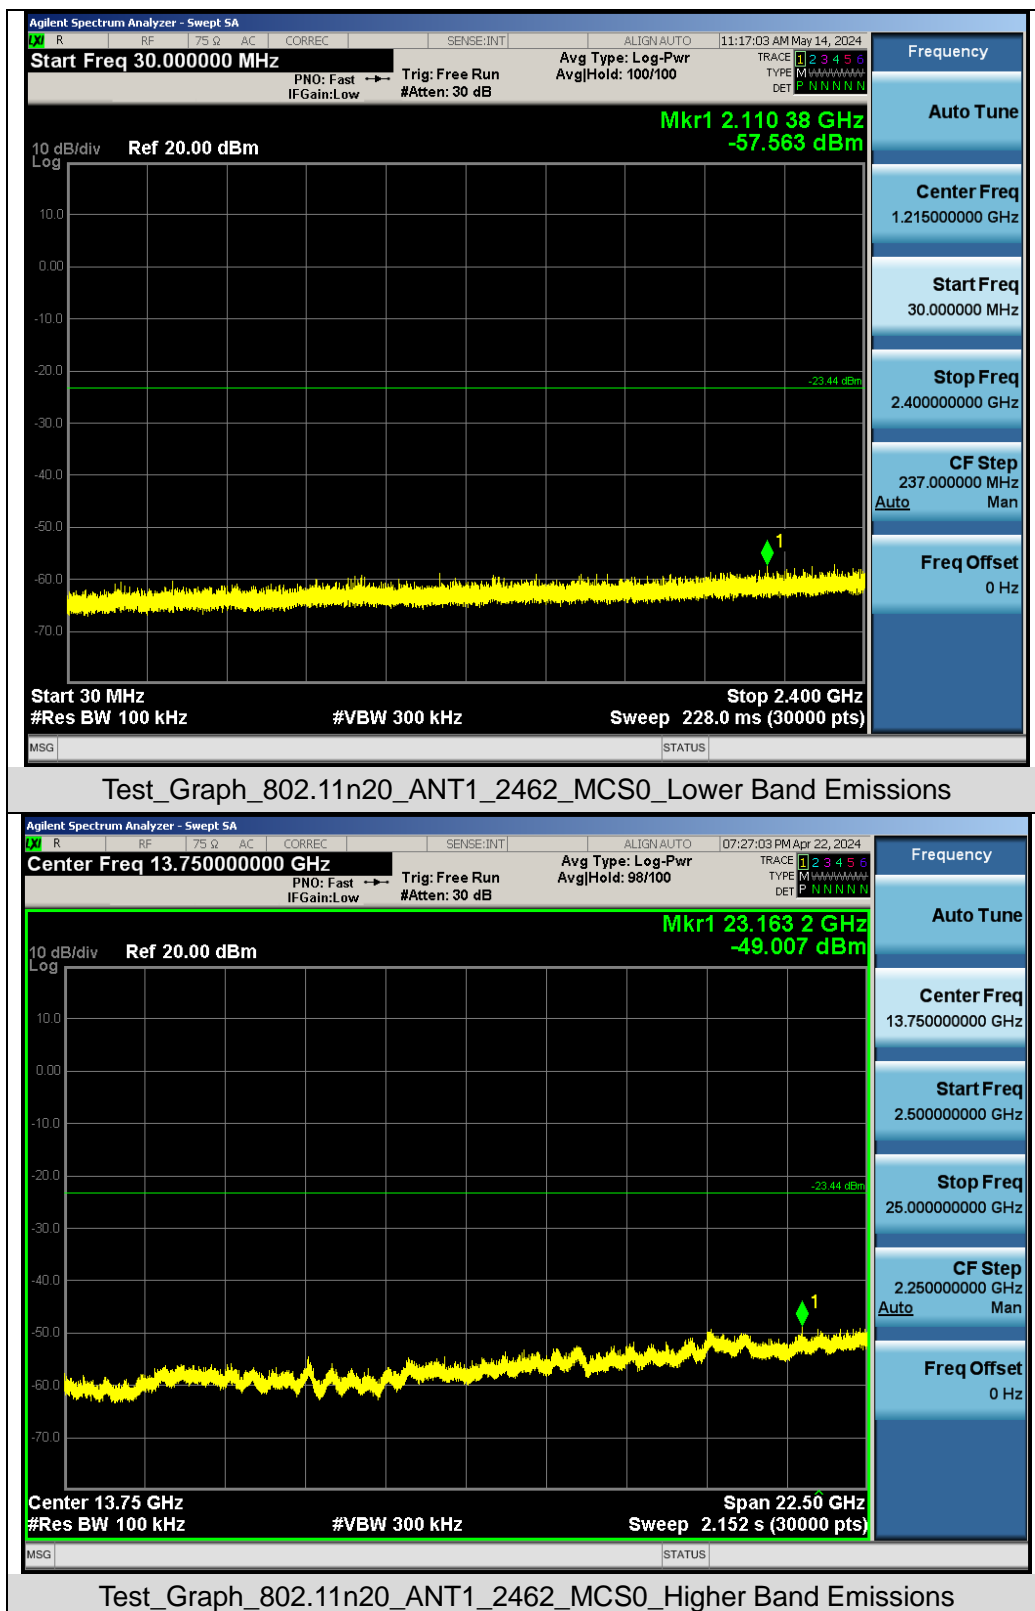 Agilent Spectrum Analyzer - Swept SA
LXI R RF 75 Ω AC CORREC SENSE:INT ALIGN AUTO 11:17:03 AM May 14, 2024
Start Freq 30.000000 MHz
PNO: Fast
IFGain:Low
Trig: Free Run
#Atten: 30 dB
Avg Type: Log-Pwr
Avg|Hold: 100/100
TRACE 1 2 3 4 5 6
TYPE M
DET P N N N N N
Mkr1 2.110 38 GHz
-57.563 dBm
10 dB/div Ref 20.00 dBm
Log
10.0
0.00
-10.0
-20.0
-23.44 dBm
-30.0
-40.0
-50.0
1
-60.0
-70.0
Start 30 MHz Stop 2.400 GHz
#Res BW 100 kHz #VBW 300 kHz Sweep 228.0 ms (30000 pts)
MSG STATUS
Frequency
Auto Tune
Center Freq
1.215000000 GHz
Start Freq
30.000000 MHz
Stop Freq
2.400000000 GHz
CF Step
237.000000 MHz
Auto Man
Freq Offset
0 Hz
Test_Graph_802.11n20_ANT1_2462_MCS0_Lower Band Emissions
Agilent Spectrum Analyzer - Swept SA
LXI R RF 75 Ω AC CORREC SENSE:INT ALIGN AUTO 07:27:03 PM Apr 22, 2024
Center Freq 13.750000000 GHz
PNO: Fast
IFGain:Low
Trig: Free Run
#Atten: 30 dB
Avg Type: Log-Pwr
Avg|Hold: 98/100
TRACE 1 2 3 4 5 6
TYPE M
DET P N N N N N
Mkr1 23.163 2 GHz
-49.007 dBm
10 dB/div Ref 20.00 dBm
Log
10.0
0.00
-10.0
-20.0
-23.44 dBm
-30.0
-40.0
1
-50.0
-60.0
-70.0
Center 13.75 GHz Span 22.50 GHz
#Res BW 100 kHz #VBW 300 kHz Sweep 2.152 s (30000 pts)
MSG STATUS
Frequency
Auto Tune
Center Freq
13.750000000 GHz
Start Freq
2.500000000 GHz
Stop Freq
25.000000000 GHz
CF Step
2.250000000 GHz
Auto Man
Freq Offset
0 Hz
Test_Graph_802.11n20_ANT1_2462_MCS0_Higher Band Emissions